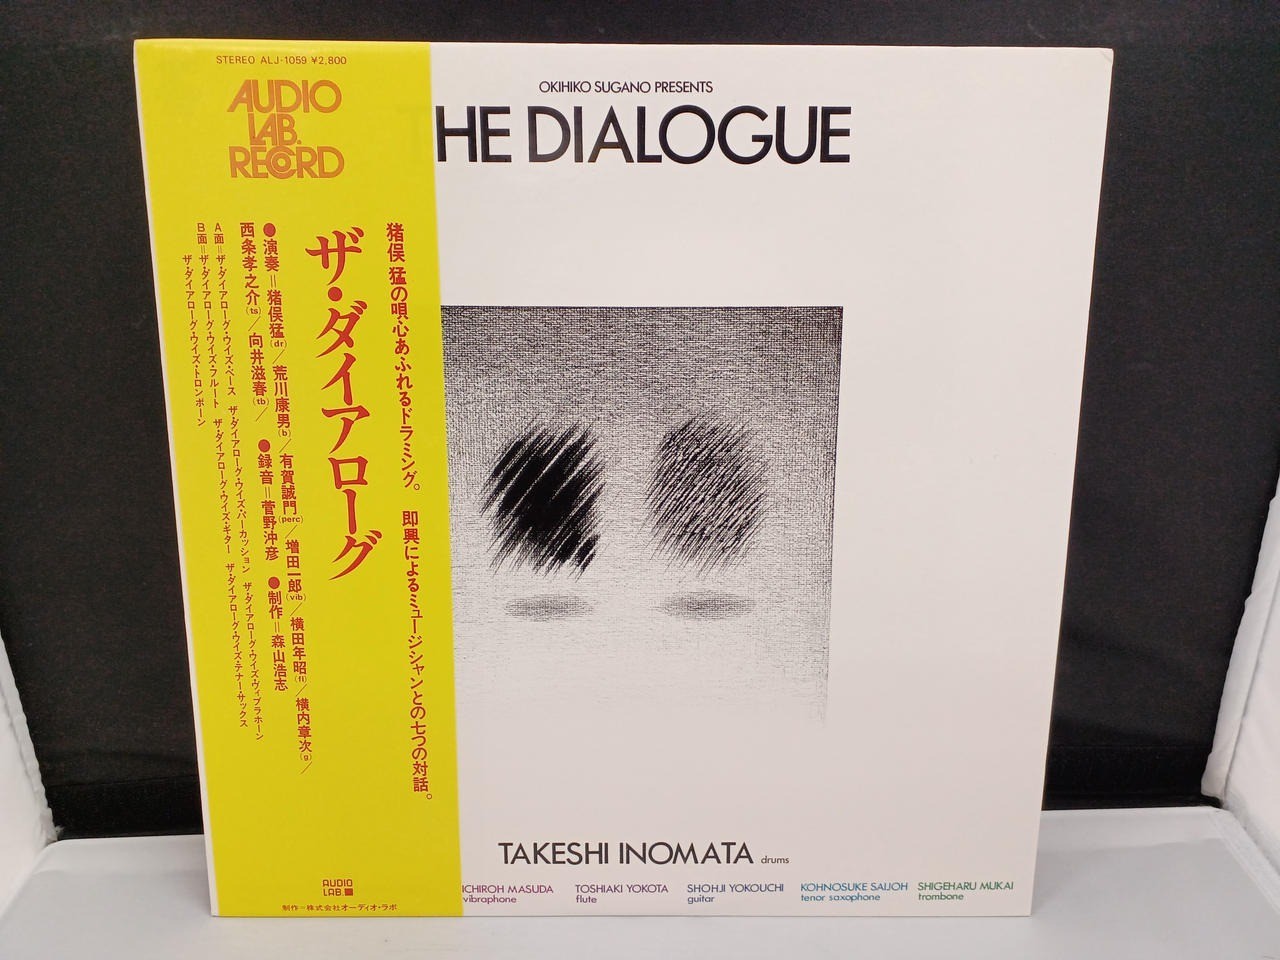 STEREO ALJ-1059 ¥2,800
AUDIO
LAB.
RECORD
猪俣 猛の唄心あふれるドラミング。 即興によるミュージシャンとの七つの対話。
ザ・ダイアローグ
●演奏=猪俣猛(dr)/荒川康男(b)/有賀誠門(perc)/増田一郎(vib)/横田年昭(fl)/横内章次(g)/
西条孝之介(ts)/向井滋春(tb)/ ●録音=菅野沖彦 ●制作=森山浩志
A面=ザ・ダイアローグ・ウイズ・ベース ザ・ダイアローグ・ウイズ・パーカッション ザ・ダイアローグ・ウイズ・ヴィブラホーン
B面=ザ・ダイアローグ・ウイズ・フルート ザ・ダイアローグ・ウイズ・ギター ザ・ダイアローグ・ウイズ・テナー・サックス
ザ・ダイアローグ・ウイズ・トロンボーン
AUDIO
LAB.
制作=株式会社オーディオ・ラボ
OKIHIKO SUGANO PRESENTS
HE DIALOGUE
TAKESHI INOMATA drums
ICHIROH MASUDA
vibraphone
TOSHIAKI YOKOTA
flute
SHOHJI YOKOUCHI
guitar
KOHNOSUKE SAIJOH
tenor saxophone
SHIGEHARU MUKAI
trombone